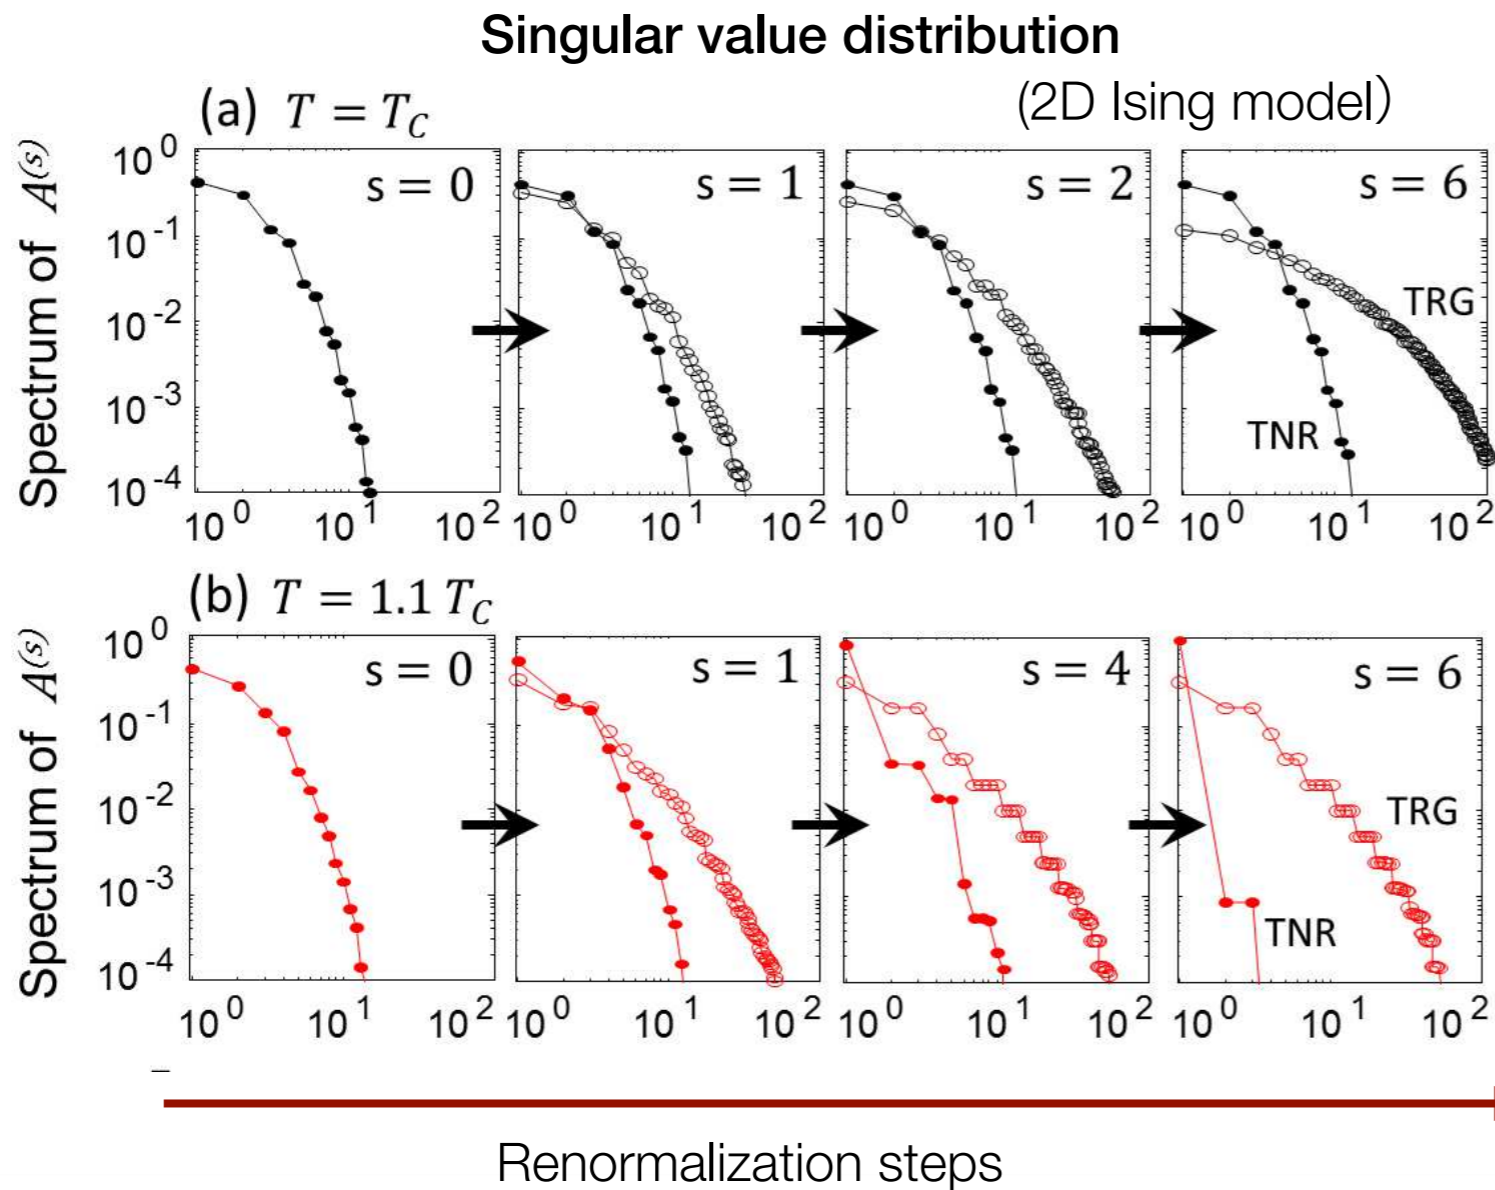 Singular value distribution
(2D Ising model)
(a) T = T_C
Spectrum of A^(s)
10^0
10^-1
10^-2
10^-3
10^-4
s = 0
s = 1
s = 2
s = 6
TRG
TNR
10^0 10^1 10^2
10^0 10^1 10^2
10^0 10^1 10^2
10^0 10^1 10^2
(b) T = 1.1 T_C
Spectrum of A^(s)
10^0
10^-1
10^-2
10^-3
10^-4
s = 0
s = 1
s = 4
s = 6
TRG
TNR
10^0 10^1 10^2
10^0 10^1 10^2
10^0 10^1 10^2
10^0 10^1 10^2
Renormalization steps